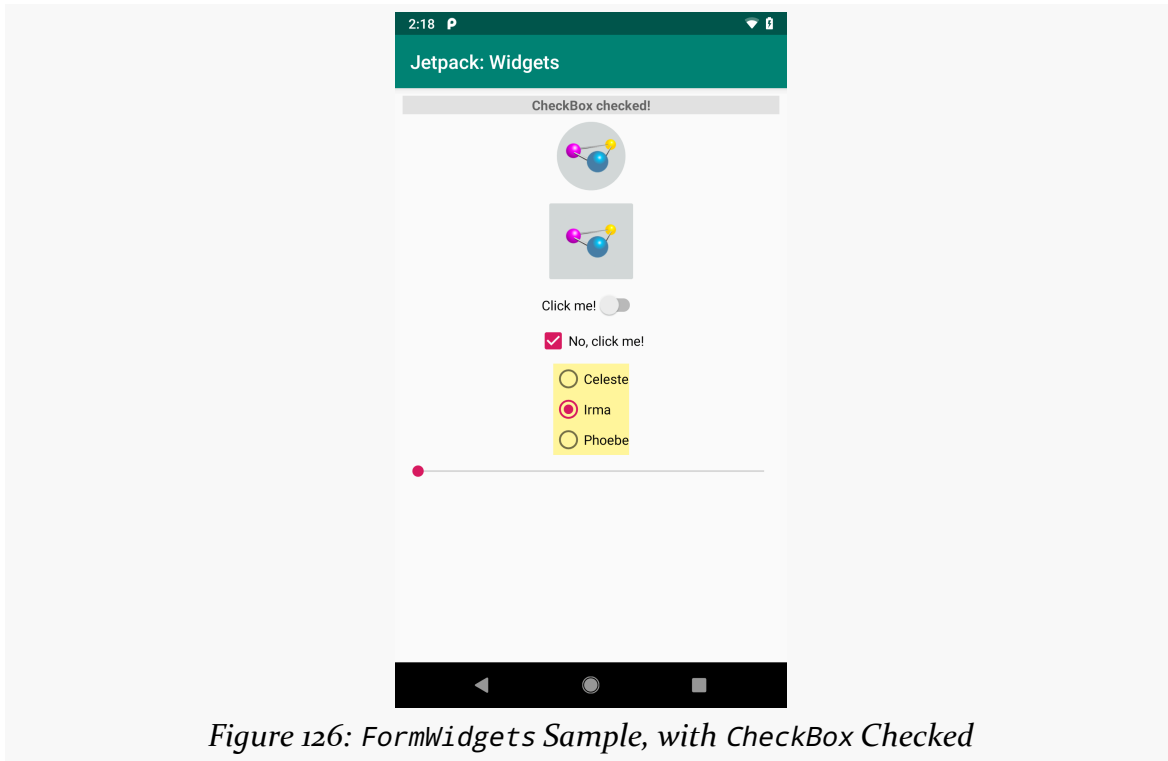 2:18
Jetpack: Widgets
CheckBox checked!
Click me!
No, click me!
Celeste
Irma
Phoebe
Figure 126: FormWidgets Sample, with CheckBox Checked